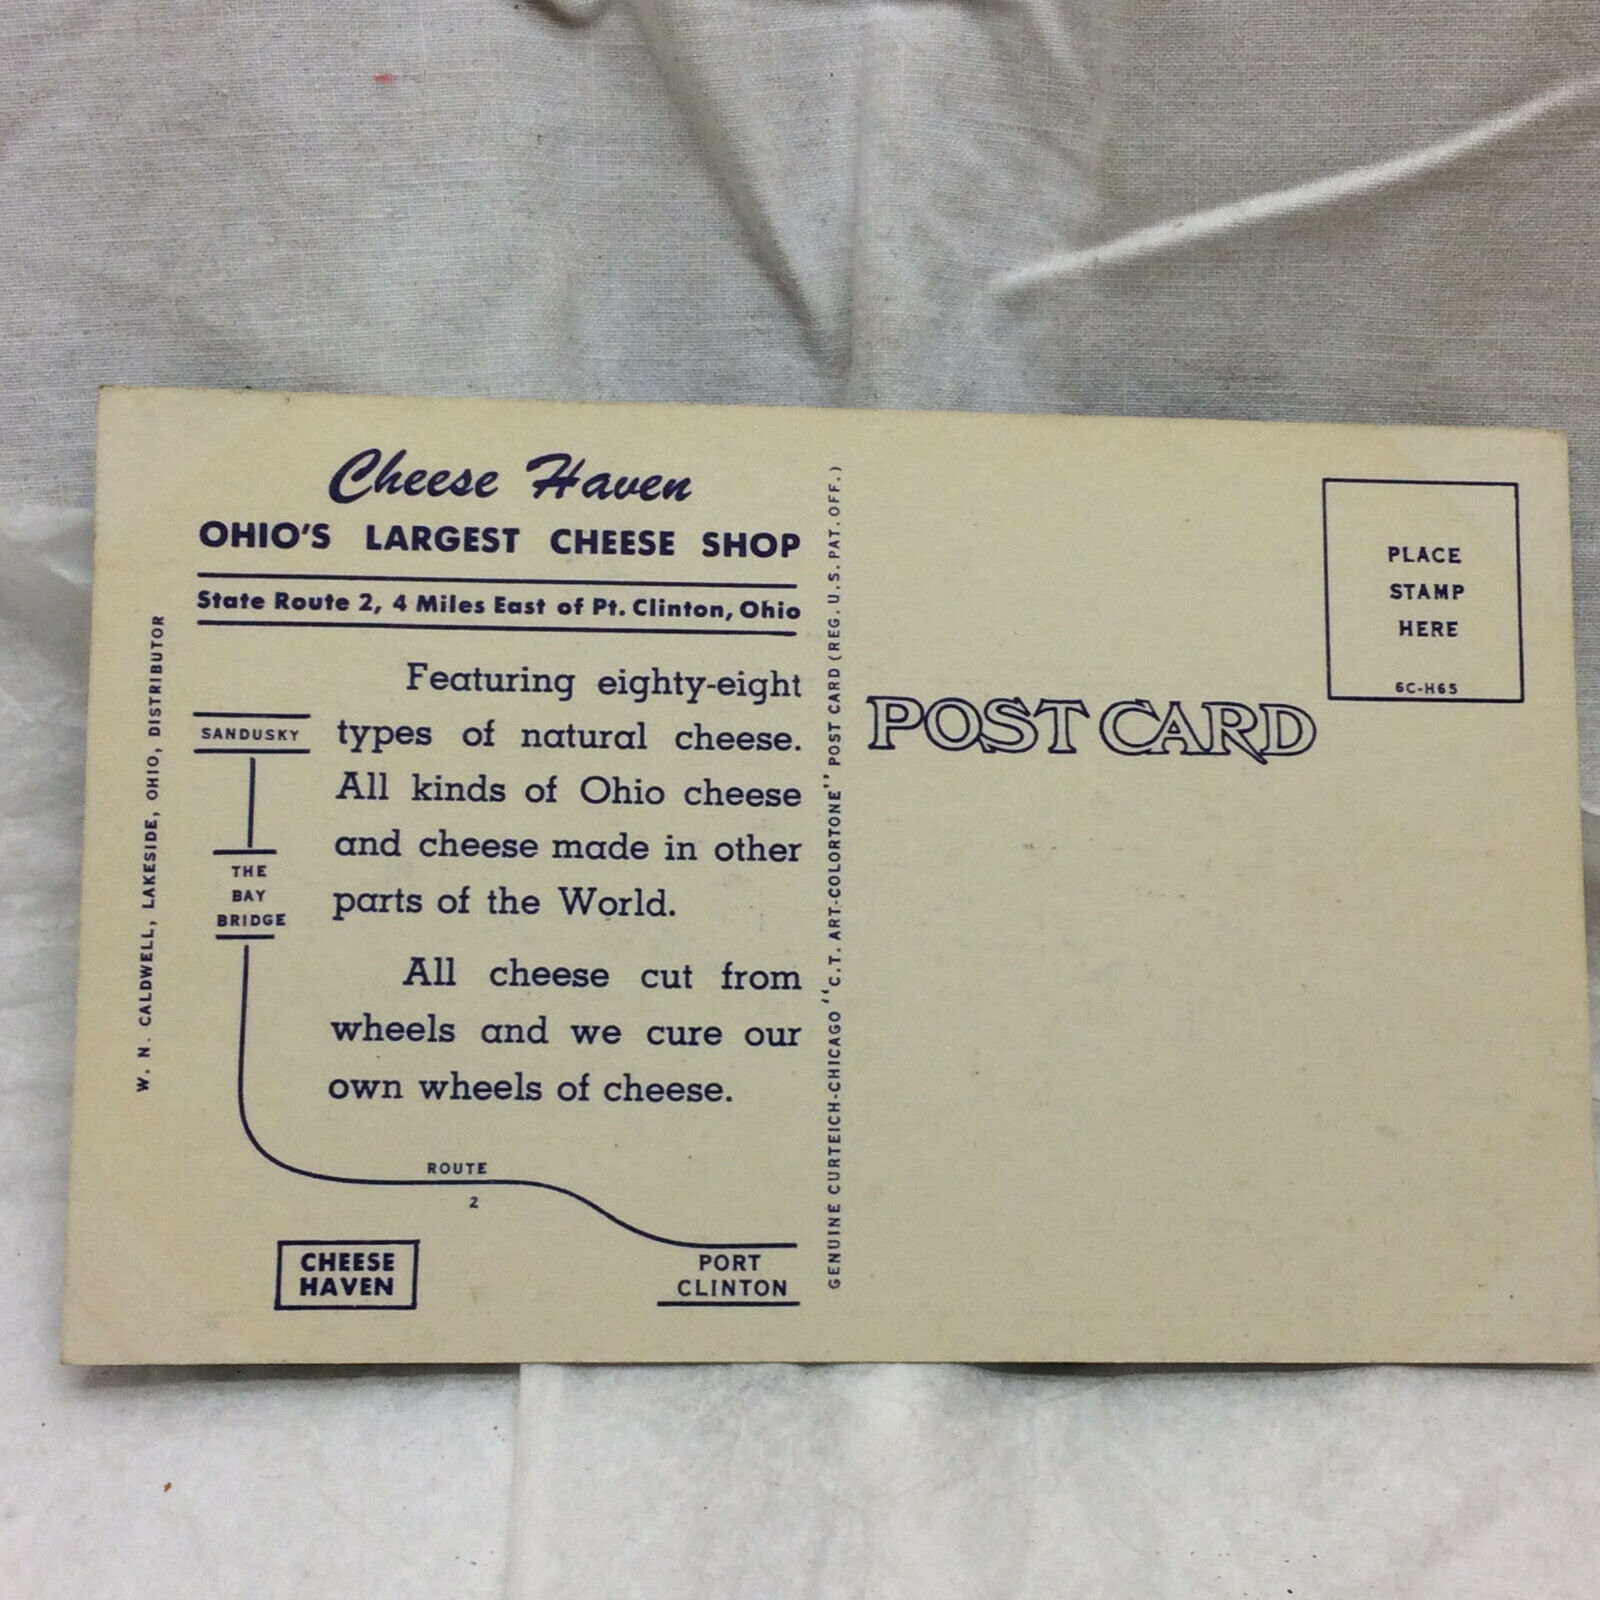 Cheese Haven
OHIO'S LARGEST CHEESE SHOP
State Route 2, 4 Miles East of Pt. Clinton, Ohio
Featuring eighty-eight
types of natural cheese.
All kinds of Ohio cheese
and cheese made in other
parts of the World.
All cheese cut from
wheels and we cure our
own wheels of cheese.
SANDUSKY
THE
BAY
BRIDGE
ROUTE
2
CHEESE
HAVEN
PORT
CLINTON
W. N. CALDWELL, LAKESIDE, OHIO, DISTRIBUTOR
GENUINE CURTEICH-CHICAGO "C.T. ART-COLORTONE" POST CARD (REG. U.S. PAT. OFF.)
POST CARD
PLACE
STAMP
HERE
6C-H65